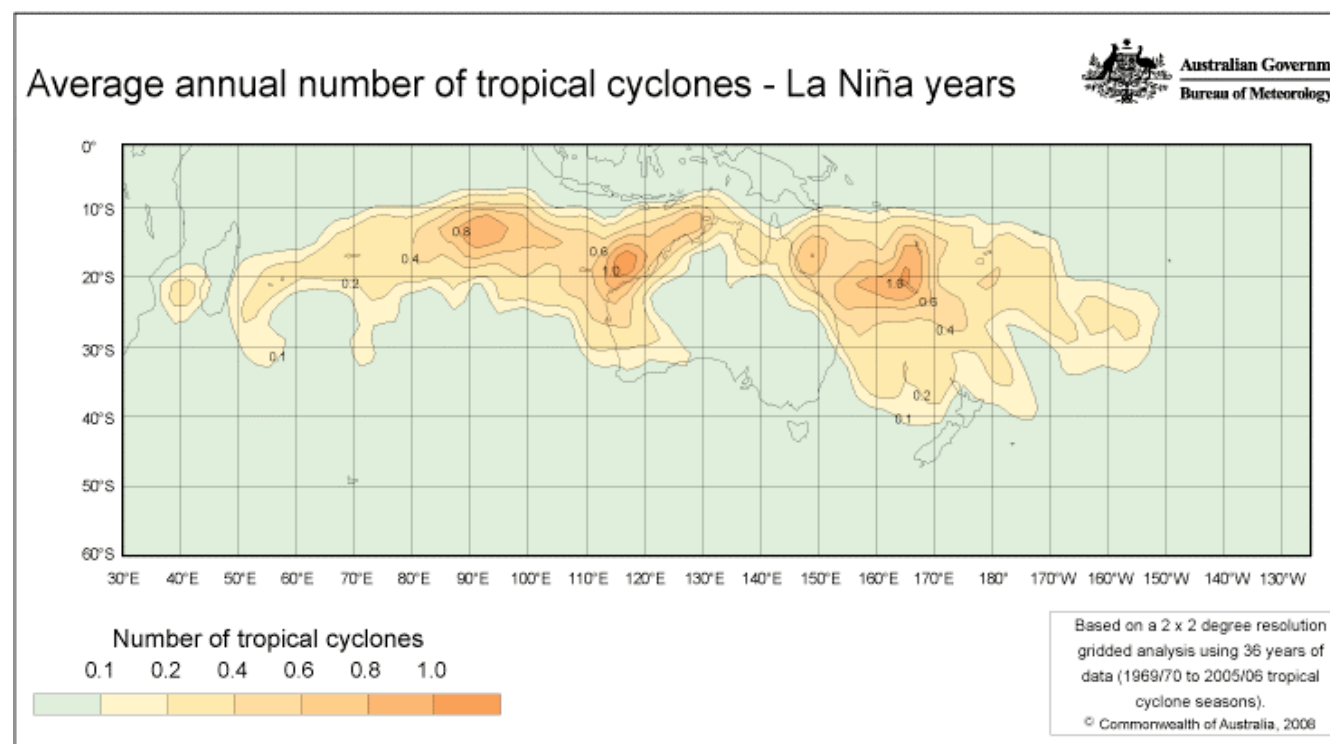 Average annual number of tropical cyclones - La Niña years
Australian Governm
Bureau of Meteorology
0°
10°S
20°S
30°S
40°S
50°S
60°S
0.8
0.4
0.2
0.1
0.6
1.0
1.0
0.6
0.4
0.2
0.1
30°E 40°E 50°E 60°E 70°E 80°E 90°E 100°E 110°E 120°E 130°E 140°E 150°E 160°E 170°E 180° 170°W 160°W 150°W 140°W 130°W
Number of tropical cyclones
0.1 0.2 0.4 0.6 0.8 1.0
Based on a 2 x 2 degree resolution
gridded analysis using 36 years of
data (1969/70 to 2005/06 tropical
cyclone seasons).
© Commonwealth of Australia, 2008